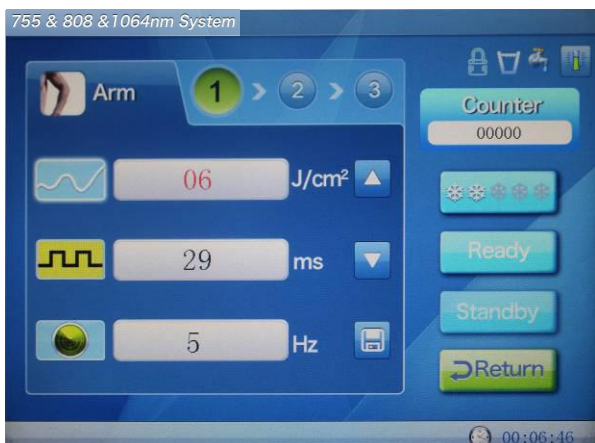 755 & 808 &1064nm System
Arm
1 > 2 > 3
Counter
00000
06 J/cm²
29 ms
Ready
5 Hz
Standby
Return
00:06:46